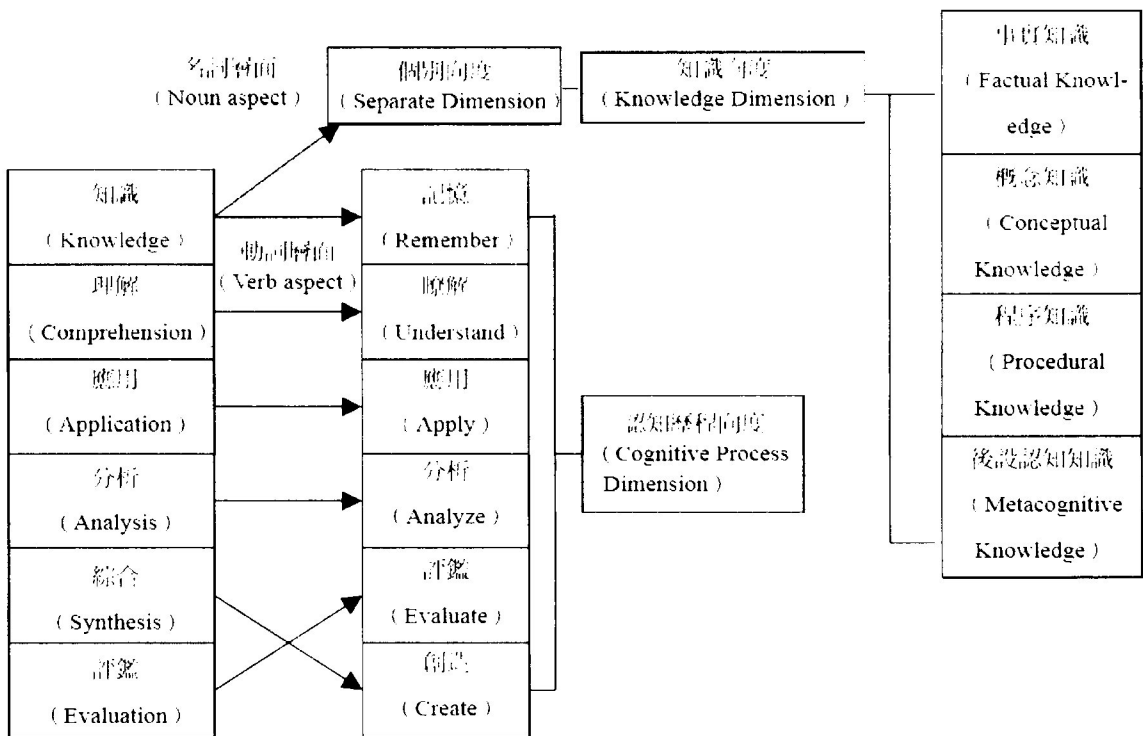 名詞層面
（Noun aspect）
個別向度
（Separate Dimension）
知識向度
（Knowledge Dimension）
事實知識
（Factual Knowl-
edge）
概念知識
（Conceptual
Knowledge）
程序知識
（Procedural
Knowledge）
後設認知知識
（Metacognitive
Knowledge）
知識
（Knowledge）
理解
（Comprehension）
應用
（Application）
分析
（Analysis）
綜合
（Synthesis）
評鑑
（Evaluation）
動詞層面
（Verb aspect）
記憶
（Remember）
瞭解
（Understand）
應用
（Apply）
分析
（Analyze）
評鑑
（Evaluate）
創造
（Create）
認知歷程向度
（Cognitive Process
Dimension）